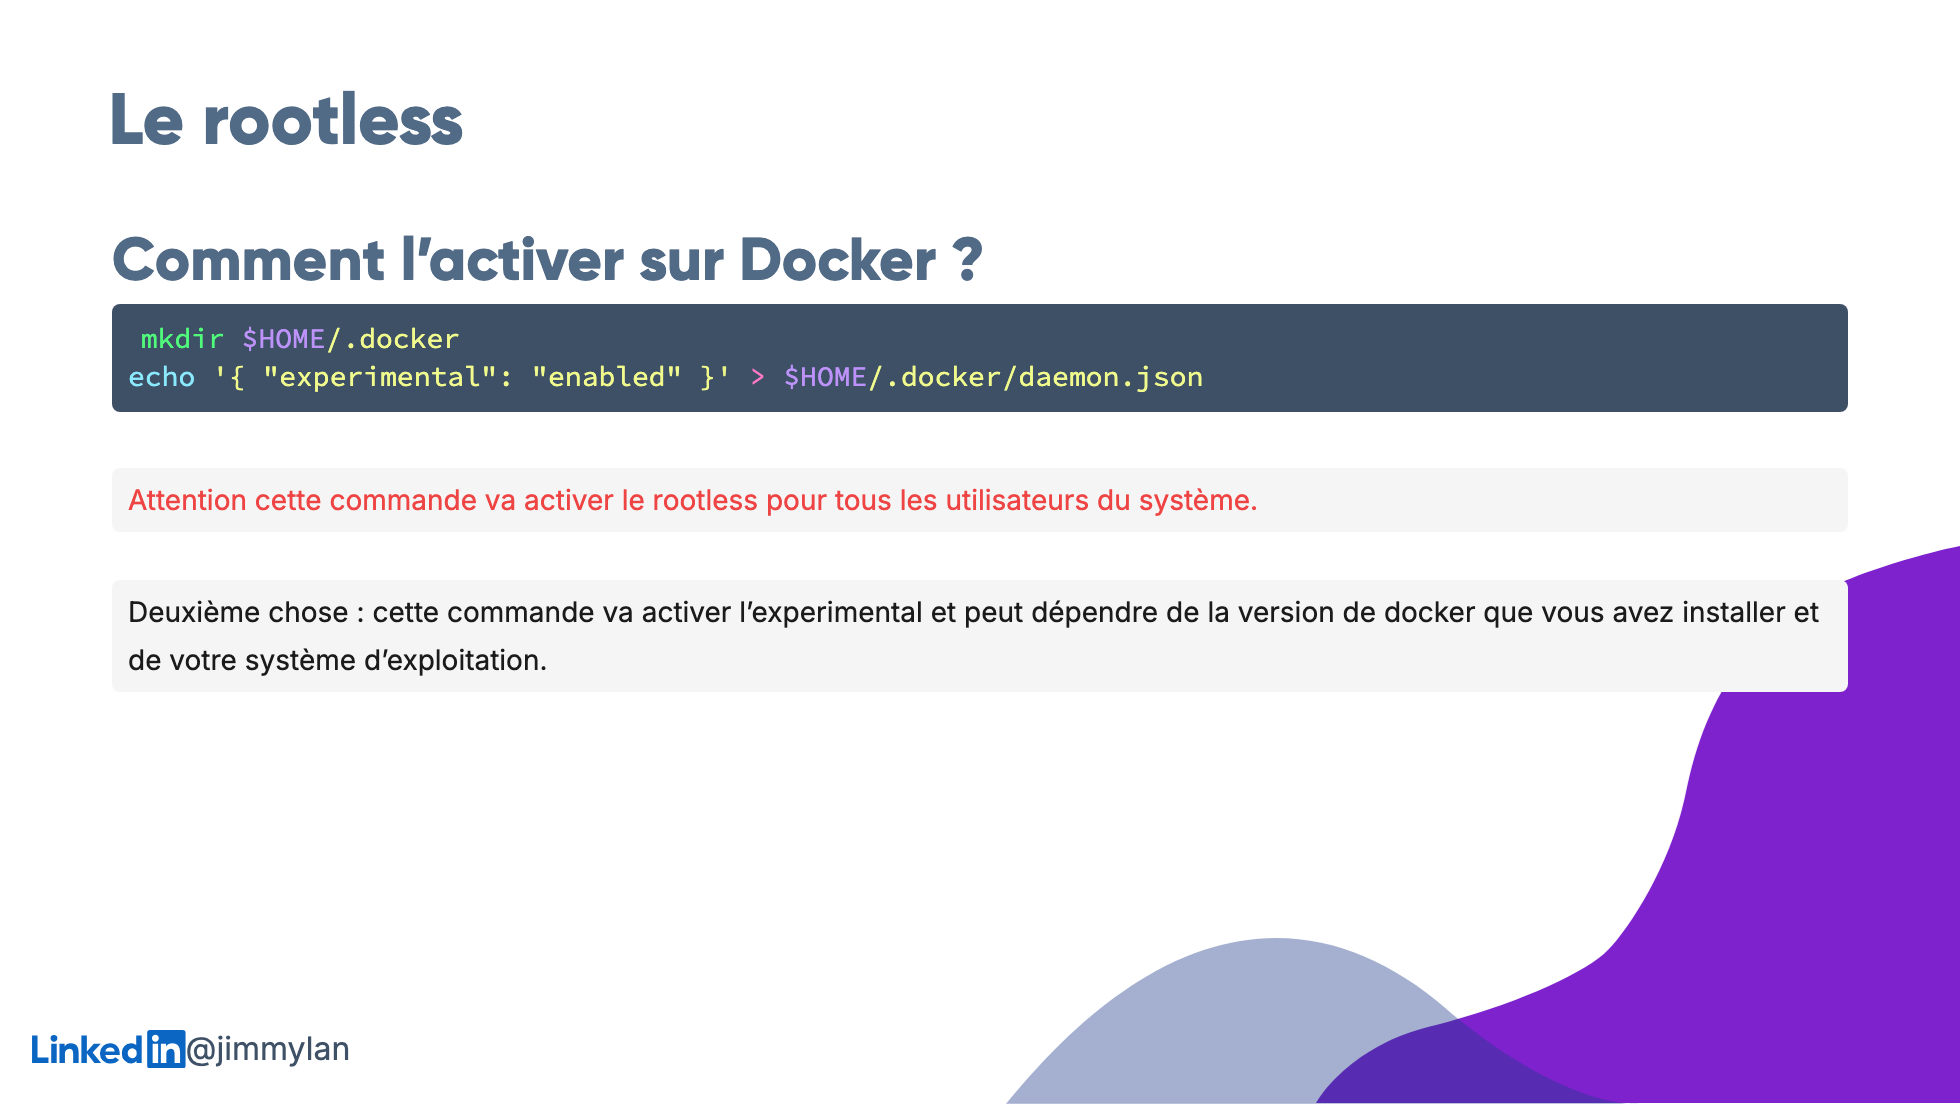 Le rootless
Comment l’activer sur Docker ?
mkdir $HOME/.docker
echo '{ "experimental": "enabled" }' > $HOME/.docker/daemon.json
Attention cette commande va activer le rootless pour tous les utilisateurs du système.
Deuxième chose : cette commande va activer l’experimental et peut dépendre de la version de docker que vous avez installer et
de votre système d’exploitation.
Linkedin@jimmylan